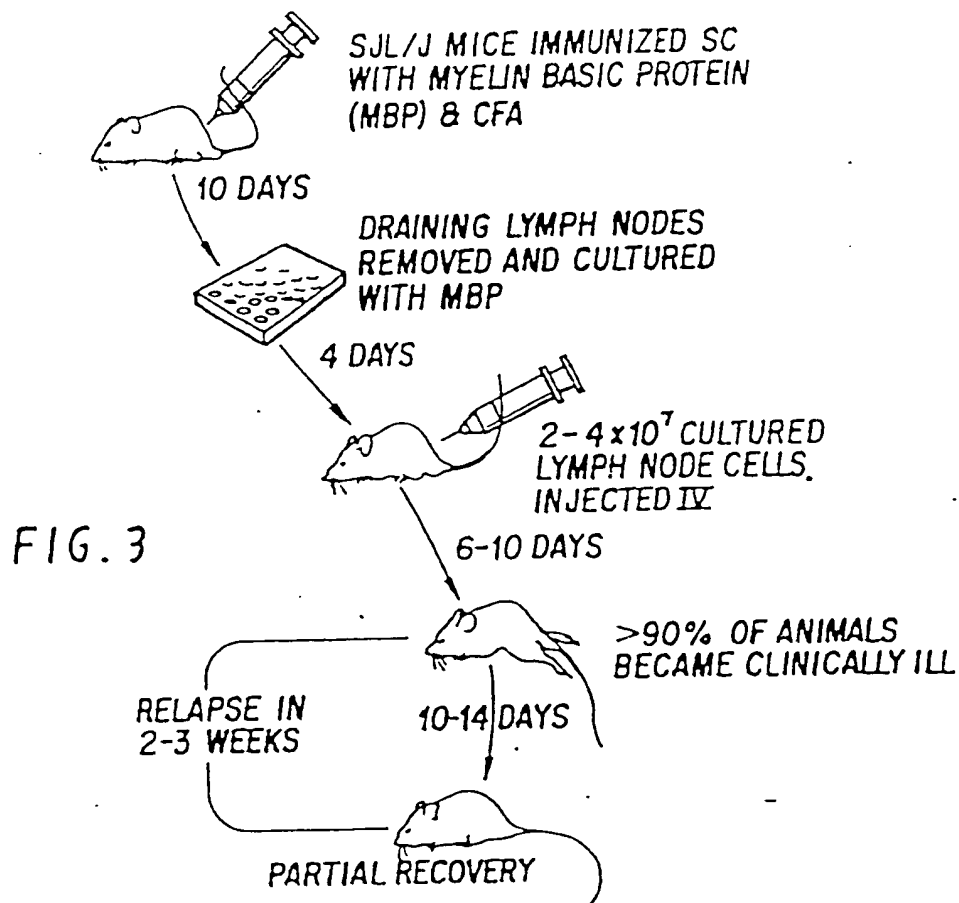 SJL/J MICE IMMUNIZED SC
WITH MYELIN BASIC PROTEIN
(MBP) & CFA
10 DAYS
DRAINING LYMPH NODES
REMOVED AND CULTURED
WITH MBP
4 DAYS
2-4x10⁷ CULTURED
LYMPH NODE CELLS.
INJECTED IV
FIG. 3
6-10 DAYS
>90% OF ANIMALS
BECAME CLINICALLY ILL
RELAPSE IN
2-3 WEEKS
10-14 DAYS
PARTIAL RECOVERY